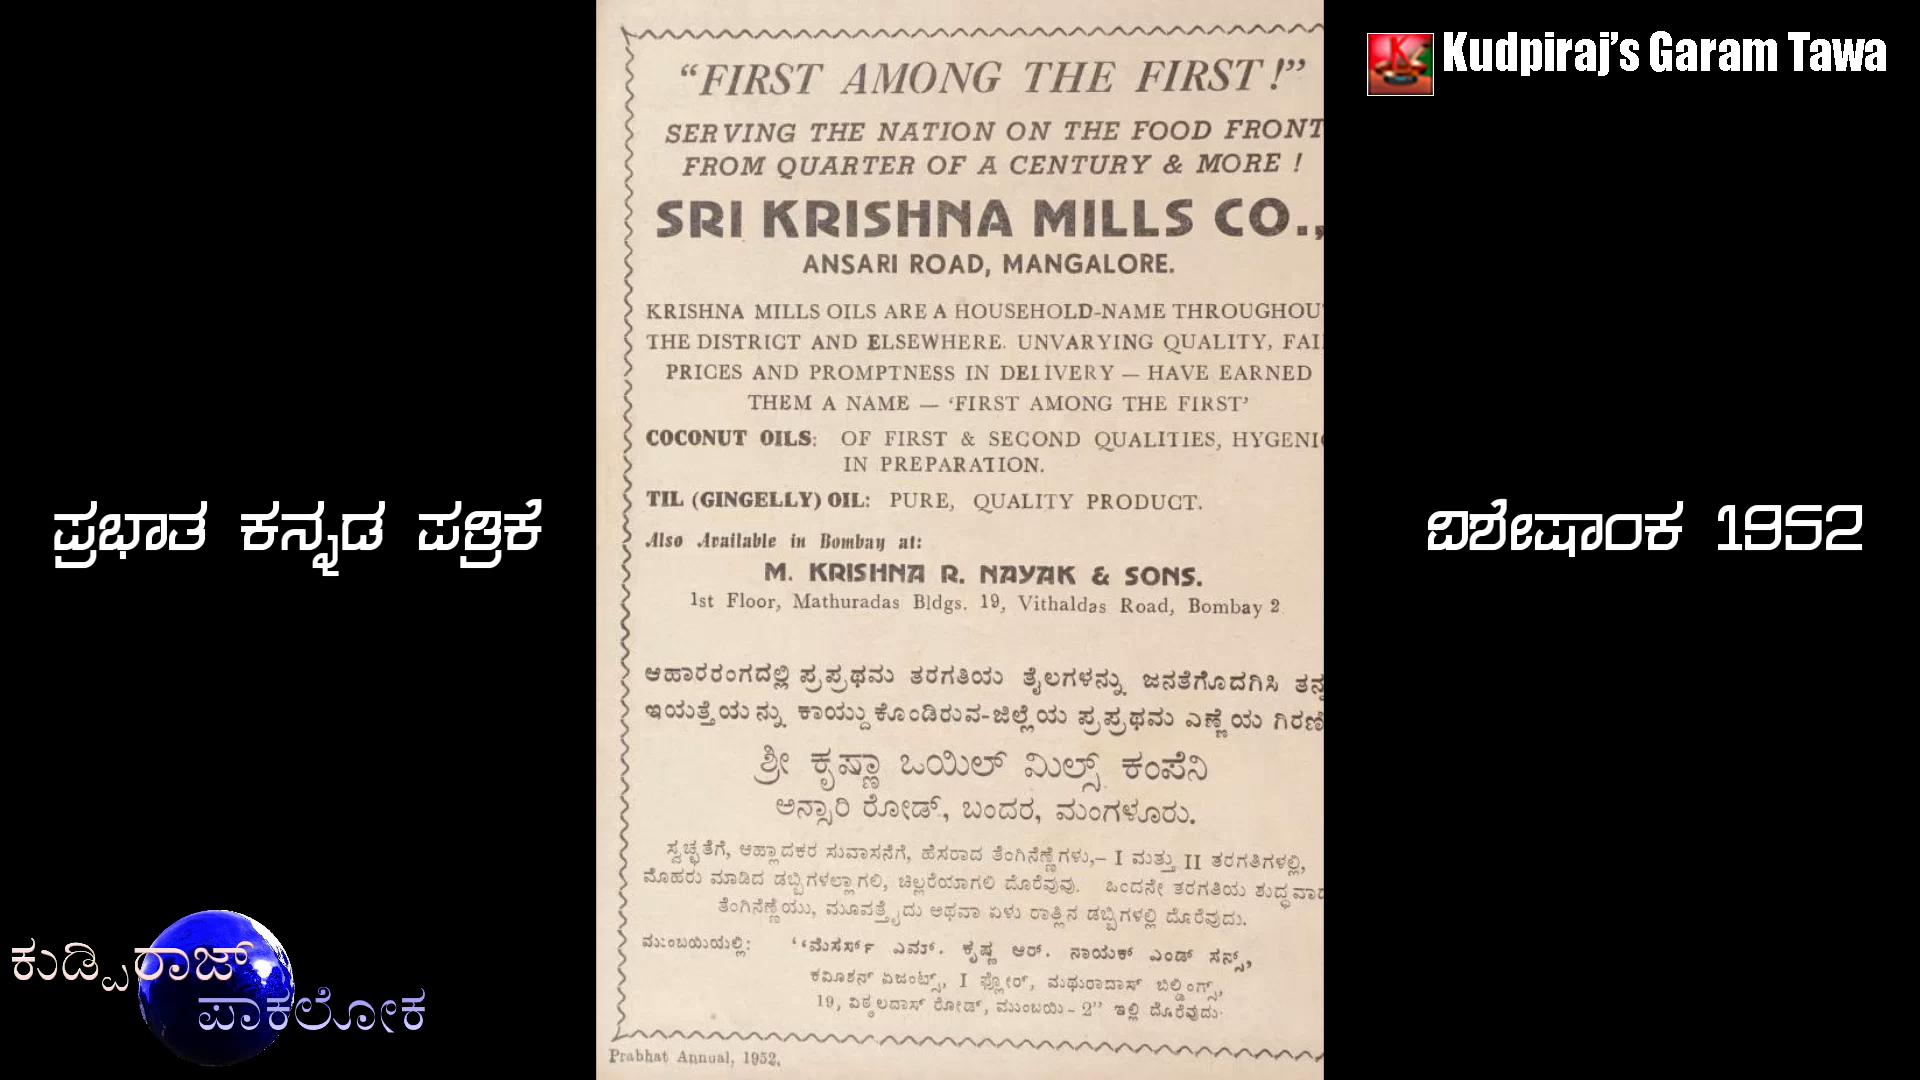 Kudpiraj's Garam Tawa
"FIRST AMONG THE FIRST!"
SERVING THE NATION ON THE FOOD FRONT
FROM QUARTER OF A CENTURY & MORE !
SRI KRISHNA MILLS CO.,
ANSARI ROAD, MANGALORE.
KRISHNA MILLS OILS ARE A HOUSEHOLD-NAME
THE DISTRICT AND ELSEWHERE. UNVARYING QUALITY,
PRICES AND PROMPTNESS IN DELIVERY — HAVE EARNED
THEM A NAME — 'FIRST AMONG THE FIRST'
COCONUT OILS: OF FIRST & SECOND QUALITIES,
IN PREPARATION.
TIL (GINGELLY) OIL: PURE, QUALITY PRODUCT.
Also Available in Bombay at:
M. KRISHNA R. NAYAK & SONS.
1st Floor, Mathuradas Bldgs. 19, Vithaldas Road, Bombay 2
ಆಹಾರರಂಗದಲ್ಲಿ ಪ್ರಪ್ರಥಮ ತರಗತಿಯ ತೈಲಗಳನ್ನು ಜನತೆಗೊದಗಿಸಿ
ಇಯತ್ತೆಯನ್ನು ಕಾಯ್ದುಕೊಂಡಿರುವ-ಜಿಲ್ಲೆಯ ಪ್ರಪ್ರಥಮ ಎಣ್ಣೆಯ
ಶ್ರೀ ಕೃಷ್ಣಾ ಒಯಿಲ್ ಮಿಲ್ಸ್ ಕಂಪೆನಿ
ಅನ್ಸಾರಿ ರೋಡ್, ಬಂದರ, ಮಂಗಳೂರು.
ಸ್ವಚ್ಛತೆಗೆ, ಆಹ್ಲಾದಕರ ಸುವಾಸನೆಗೆ, ಹೆಸರಾದ ತೆಂಗಿನೆಣ್ಣೆಗಳು,– I ಮತ್ತು II ತರಗತಿಗಳಲ್ಲಿ,
ಮೊಹರು ಮಾಡಿದ ಡಬ್ಬಿಗಳಲ್ಲಾಗಲಿ, ಚಿಲ್ಲರೆಯಾಗಲಿ ದೊರೆವುವು. ಒಂದನೇ ತರಗತಿಯ
ತೆಂಗಿನೆಣ್ಣೆಯು, ಮೂವತ್ತೈದು ಅಥವಾ ಏಳು ರಾತ್ಲಿನ ಡಬ್ಬಿಗಳಲ್ಲಿ ದೊರೆವುದು.
ಮುಂಬಯಿಯಲ್ಲಿ: "ಮೆಸರ್ಸ್ ಎಮ್. ಕೃಷ್ಣ ಆರ್. ನಾಯಕ್ ಎಂಡ್ ಸನ್ಸ್,
ಕಮಿಶನ್ ಏಜಂಟ್ಸ್, I ಫ್ಲೋರ್, ಮಥುರಾದಾಸ್ ಬಿಲ್ಡಿಂಗ್ಸ್,
19, ವಿಠ್ಠಲದಾಸ್ ರೋಡ್, ಮುಂಬಯಿ - 2" ಇಲ್ಲಿ ದೊರೆವುದು
Prabhat Annual, 1952.
ಪ್ರಭಾತ ಕನ್ನಡ ಪತ್ರಿಕೆ
ವಿಶೇಷಾಂಕ 1952
ಕುಡ್ಪಿರಾಜ್
ಪಾಕಲೋಕ